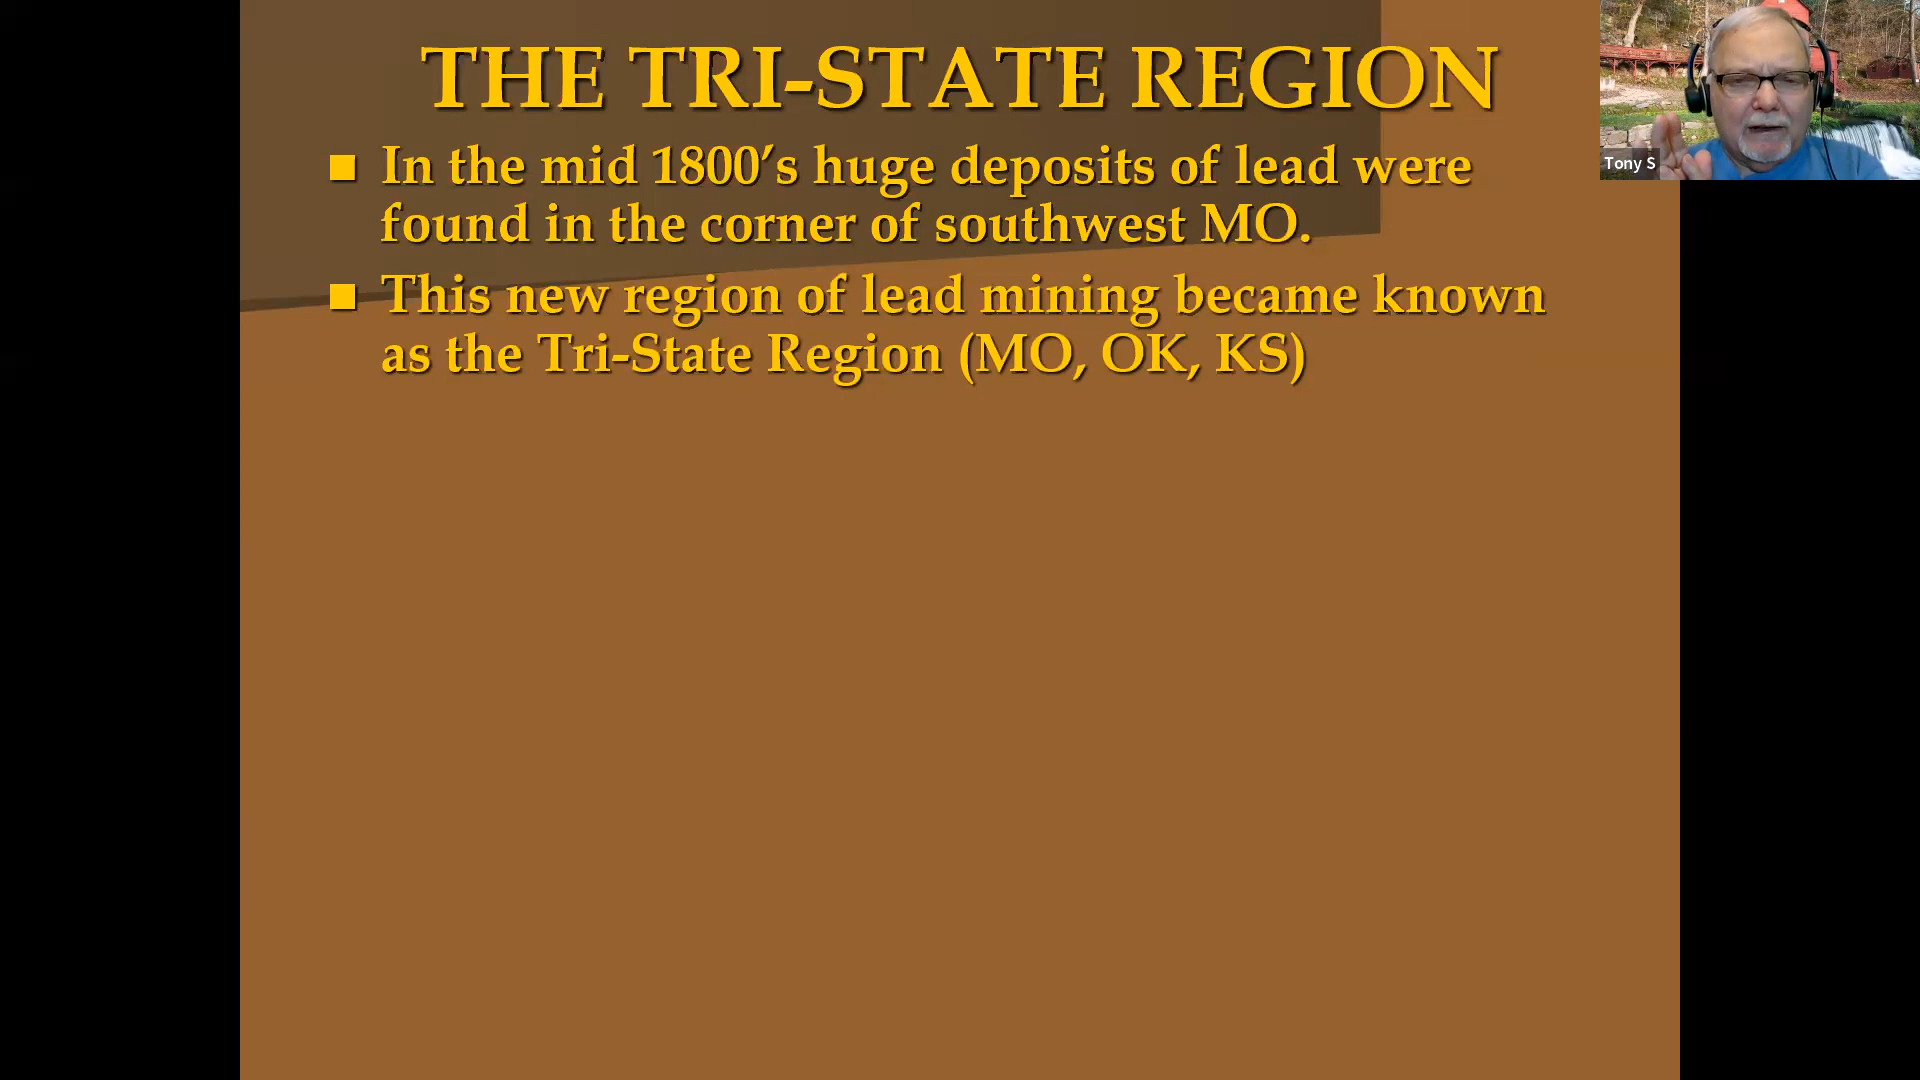 THE TRI-STATE REGION
In the mid 1800’s huge deposits of lead were
found in the corner of southwest MO.
This new region of lead mining became known
as the Tri-State Region (MO, OK, KS)
Tony S